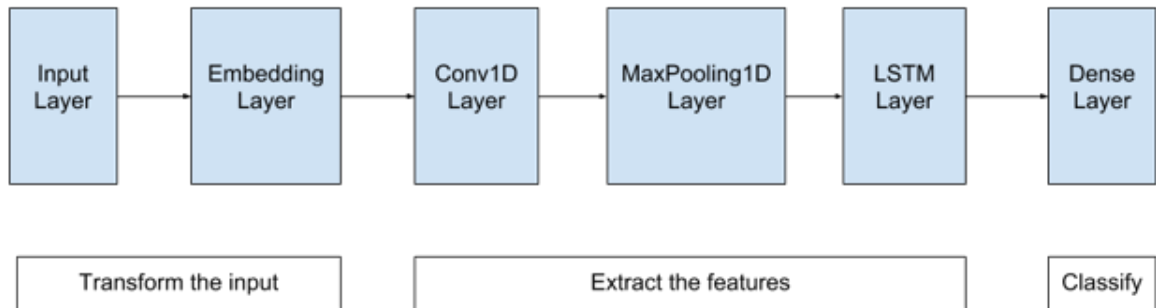 Input
Layer
Embedding
Layer
Conv1D
Layer
MaxPooling1D
Layer
LSTM
Layer
Dense
Layer
Transform the input
Extract the features
Classify